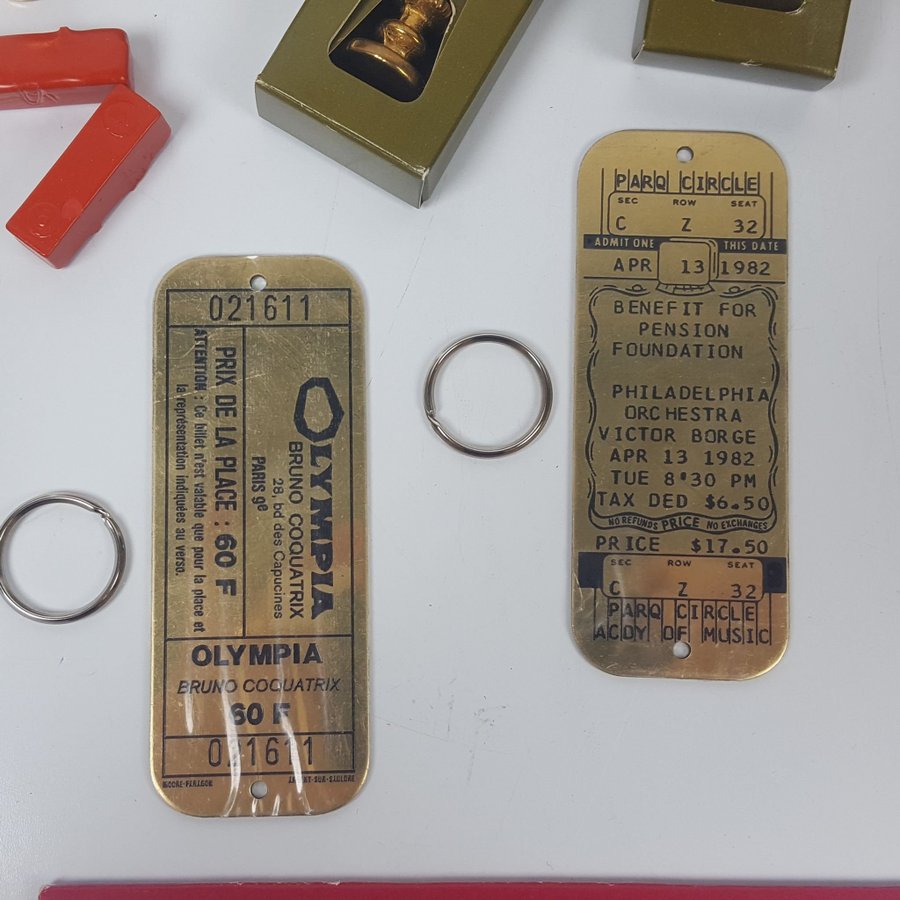 021611
OLYMPIA
BRUNO COQUATRIX
28, bd des Capucines
PARIS 9e
PRIX DE LA PLACE : 60 F
ATTENTION : Ce billet n'est valable que pour la place et
la représentation indiquées au verso.
OLYMPIA
BRUNO COQUATRIX
60 F
021611
PARQ CIRCLE
SEC ROW SEAT
C Z 32
ADMIT ONE THIS DATE
APR 13 1982
BENEFIT FOR
PENSION
FOUNDATION
PHILADELPHIA
ORCHESTRA
VICTOR BORGE
APR 13 1982
TUE 8:30 PM
TAX DED $6.50
NO REFUNDS PRICE NO EXCHANGES
PRICE $17.50
SEC ROW SEAT
C Z 32
PARQ CIRCLE
ACDY OF MUSIC